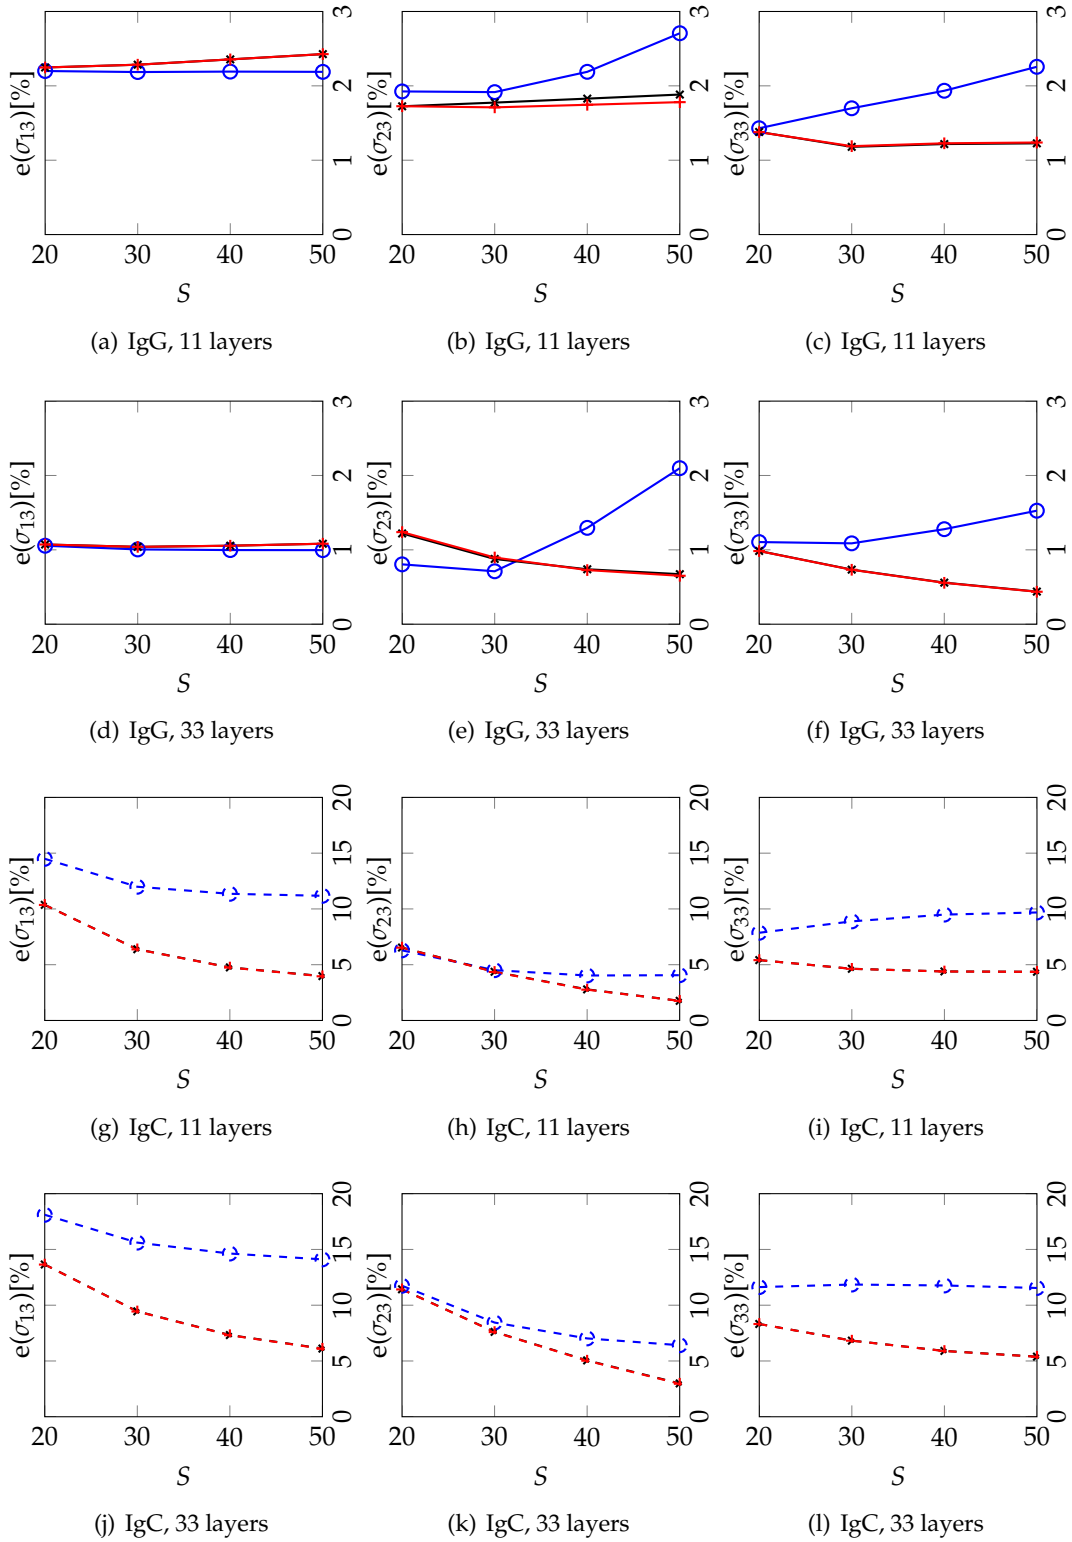 e(σ13)[%] 0 1 2 3 e(σ23)[%] 0 1 2 3 e(σ33)[%] 0 1 2 3
20 30 40 50 20 30 40 50 20 30 40 50
S S S
(a) IgG, 11 layers (b) IgG, 11 layers (c) IgG, 11 layers
e(σ13)[%] 0 1 2 3 e(σ23)[%] 0 1 2 3 e(σ33)[%] 0 1 2 3
20 30 40 50 20 30 40 50 20 30 40 50
S S S
(d) IgG, 33 layers (e) IgG, 33 layers (f) IgG, 33 layers
e(σ13)[%] 0 5 10 15 20 e(σ23)[%] 0 5 10 15 20 e(σ33)[%] 0 5 10 15 20
20 30 40 50 20 30 40 50 20 30 40 50
S S S
(g) IgC, 11 layers (h) IgC, 11 layers (i) IgC, 11 layers
e(σ13)[%] 0 5 10 15 20 e(σ23)[%] 0 5 10 15 20 e(σ33)[%] 0 5 10 15 20
20 30 40 50 20 30 40 50 20 30 40 50
S S S
(j) IgC, 33 layers (k) IgC, 33 layers (l) IgC, 33 layers